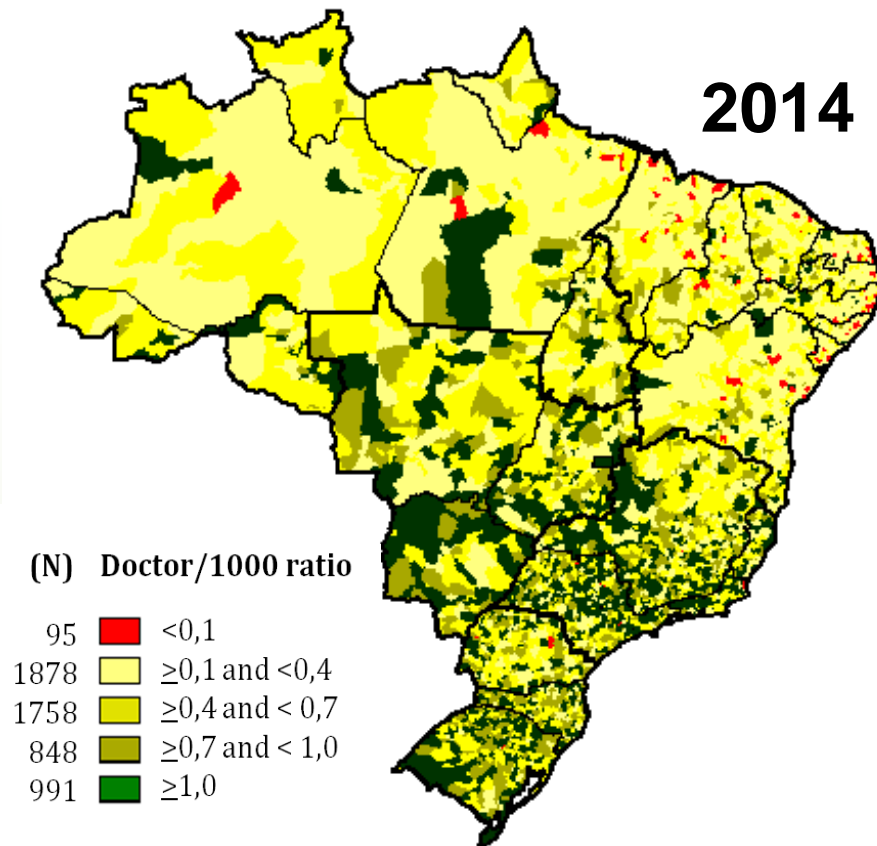 2014
(N) Doctor/1000 ratio
95 <0,1
1878 ≥0,1 and <0,4
1758 ≥0,4 and < 0,7
848 ≥0,7 and < 1,0
991 ≥1,0